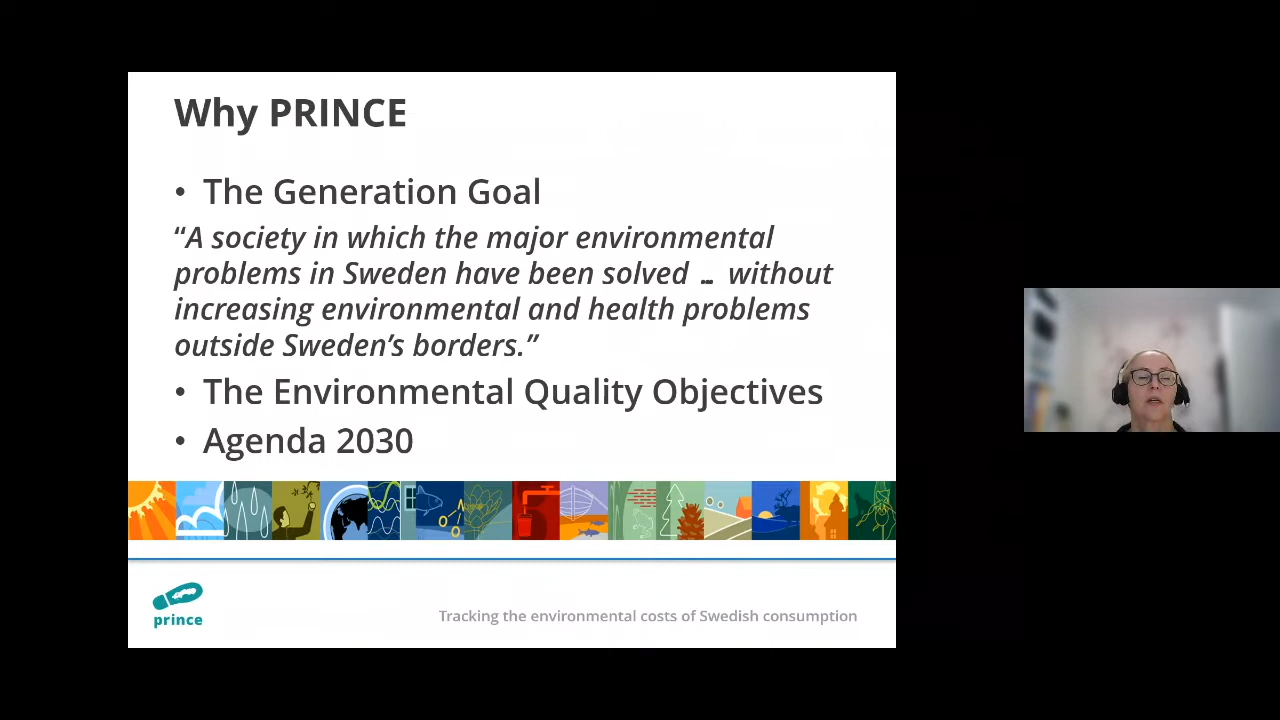 Why PRINCE
• The Generation Goal
“A society in which the major environmental
problems in Sweden have been solved … without
increasing environmental and health problems
outside Sweden’s borders.”
• The Environmental Quality Objectives
• Agenda 2030
prince
Tracking the environmental costs of Swedish consumption